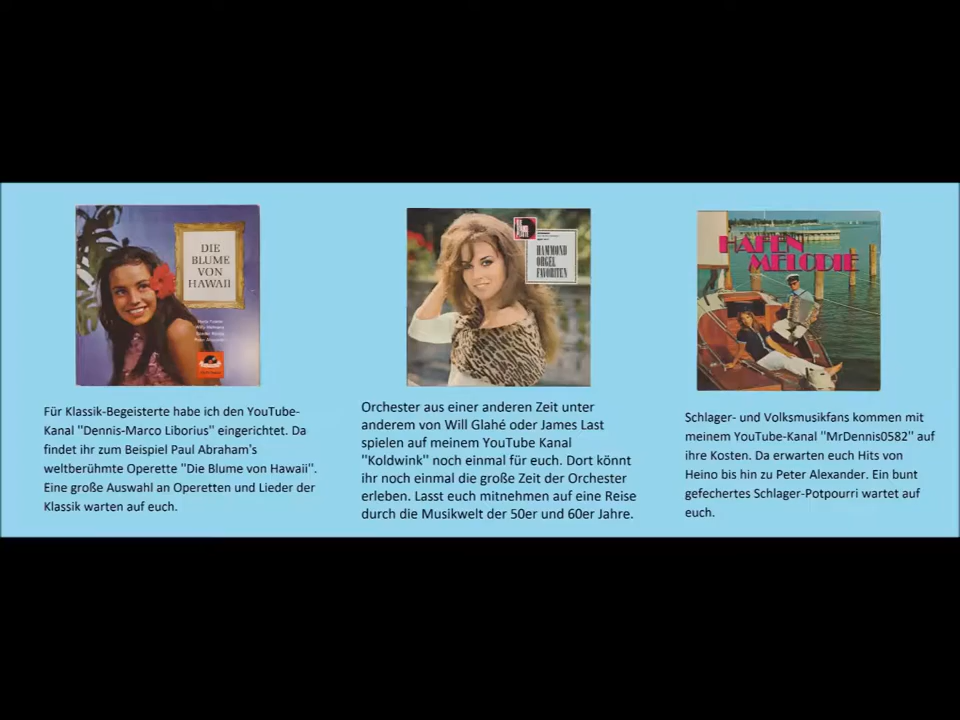 DIE
BLUME
VON
HAWAII
HAMMOND
ORGEL
FAVORITEN
HAFEN
MELODIE
Für Klassik-Begeisterte habe ich den YouTube-
Kanal "Dennis-Marco Liborius" eingerichtet. Da
findet ihr zum Beispiel Paul Abraham's
weltberühmte Operette "Die Blume von Hawaii".
Eine große Auswahl an Operetten und Lieder der
Klassik warten auf euch.
Orchester aus einer anderen Zeit unter
anderem von Will Glahé oder James Last
spielen auf meinem YouTube Kanal
"Koldwink" noch einmal für euch. Dort könnt
ihr noch einmal die große Zeit der Orchester
erleben. Lasst euch mitnehmen auf eine Reise
durch die Musikwelt der 50er und 60er Jahre.
Schlager- und Volksmusikfans kommen mit
meinem YouTube-Kanal "MrDennis0582" auf
ihre Kosten. Da erwarten euch Hits von
Heino bis hin zu Peter Alexander. Ein bunt
gefechertes Schlager-Potpourri wartet auf
euch.